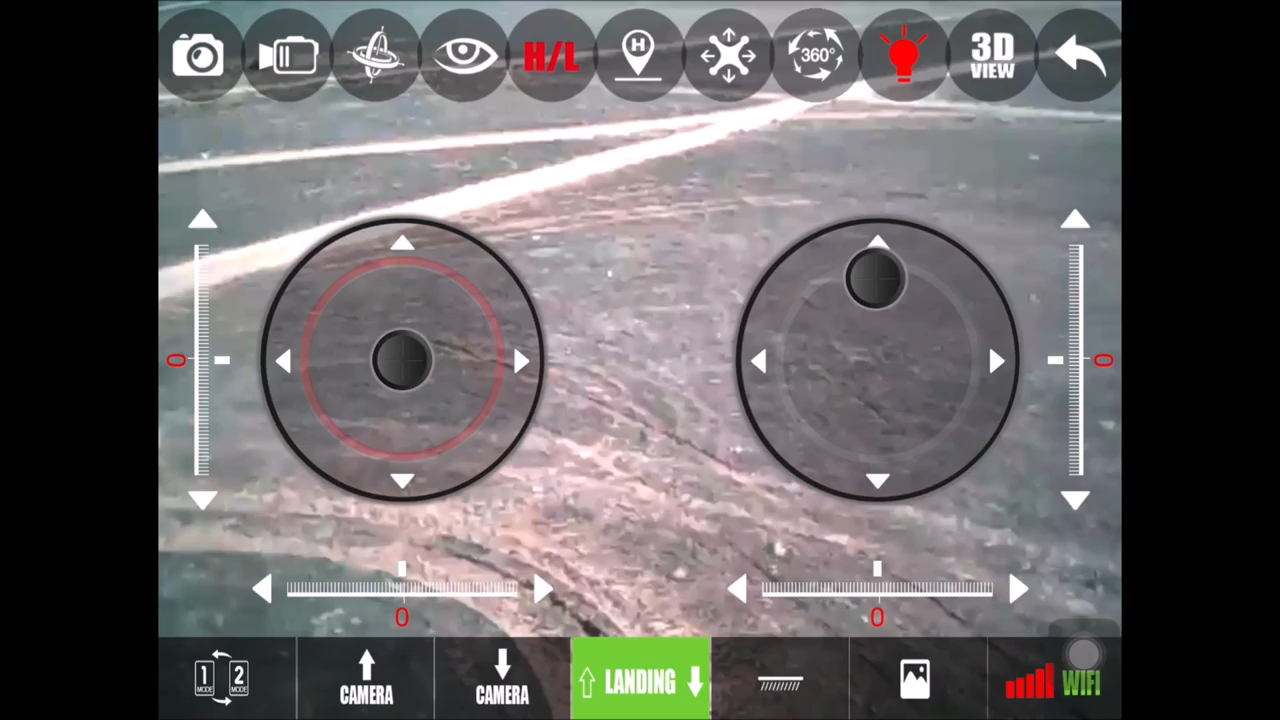 H/L
H
360°
3D
VIEW
0
0
0
0
1
MODE
2
MODE
CAMERA
CAMERA
LANDING
WIFI